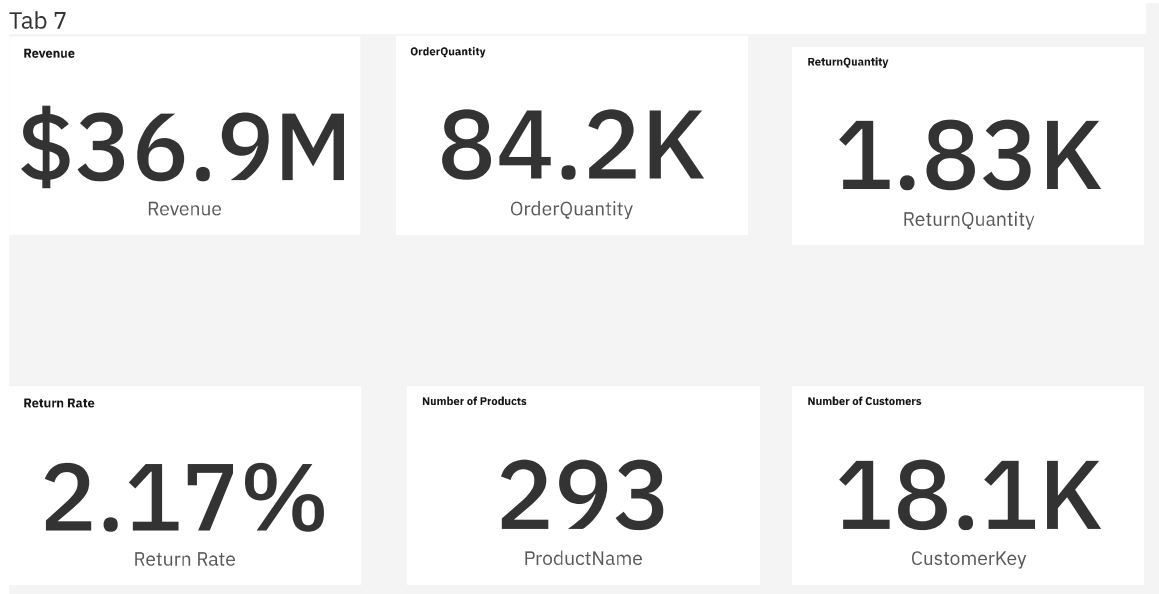 Tab 7
Revenue
$36.9M
Revenue
OrderQuantity
84.2K
OrderQuantity
ReturnQuantity
1.83K
ReturnQuantity
Return Rate
2.17%
Return Rate
Number of Products
293
ProductName
Number of Customers
18.1K
CustomerKey